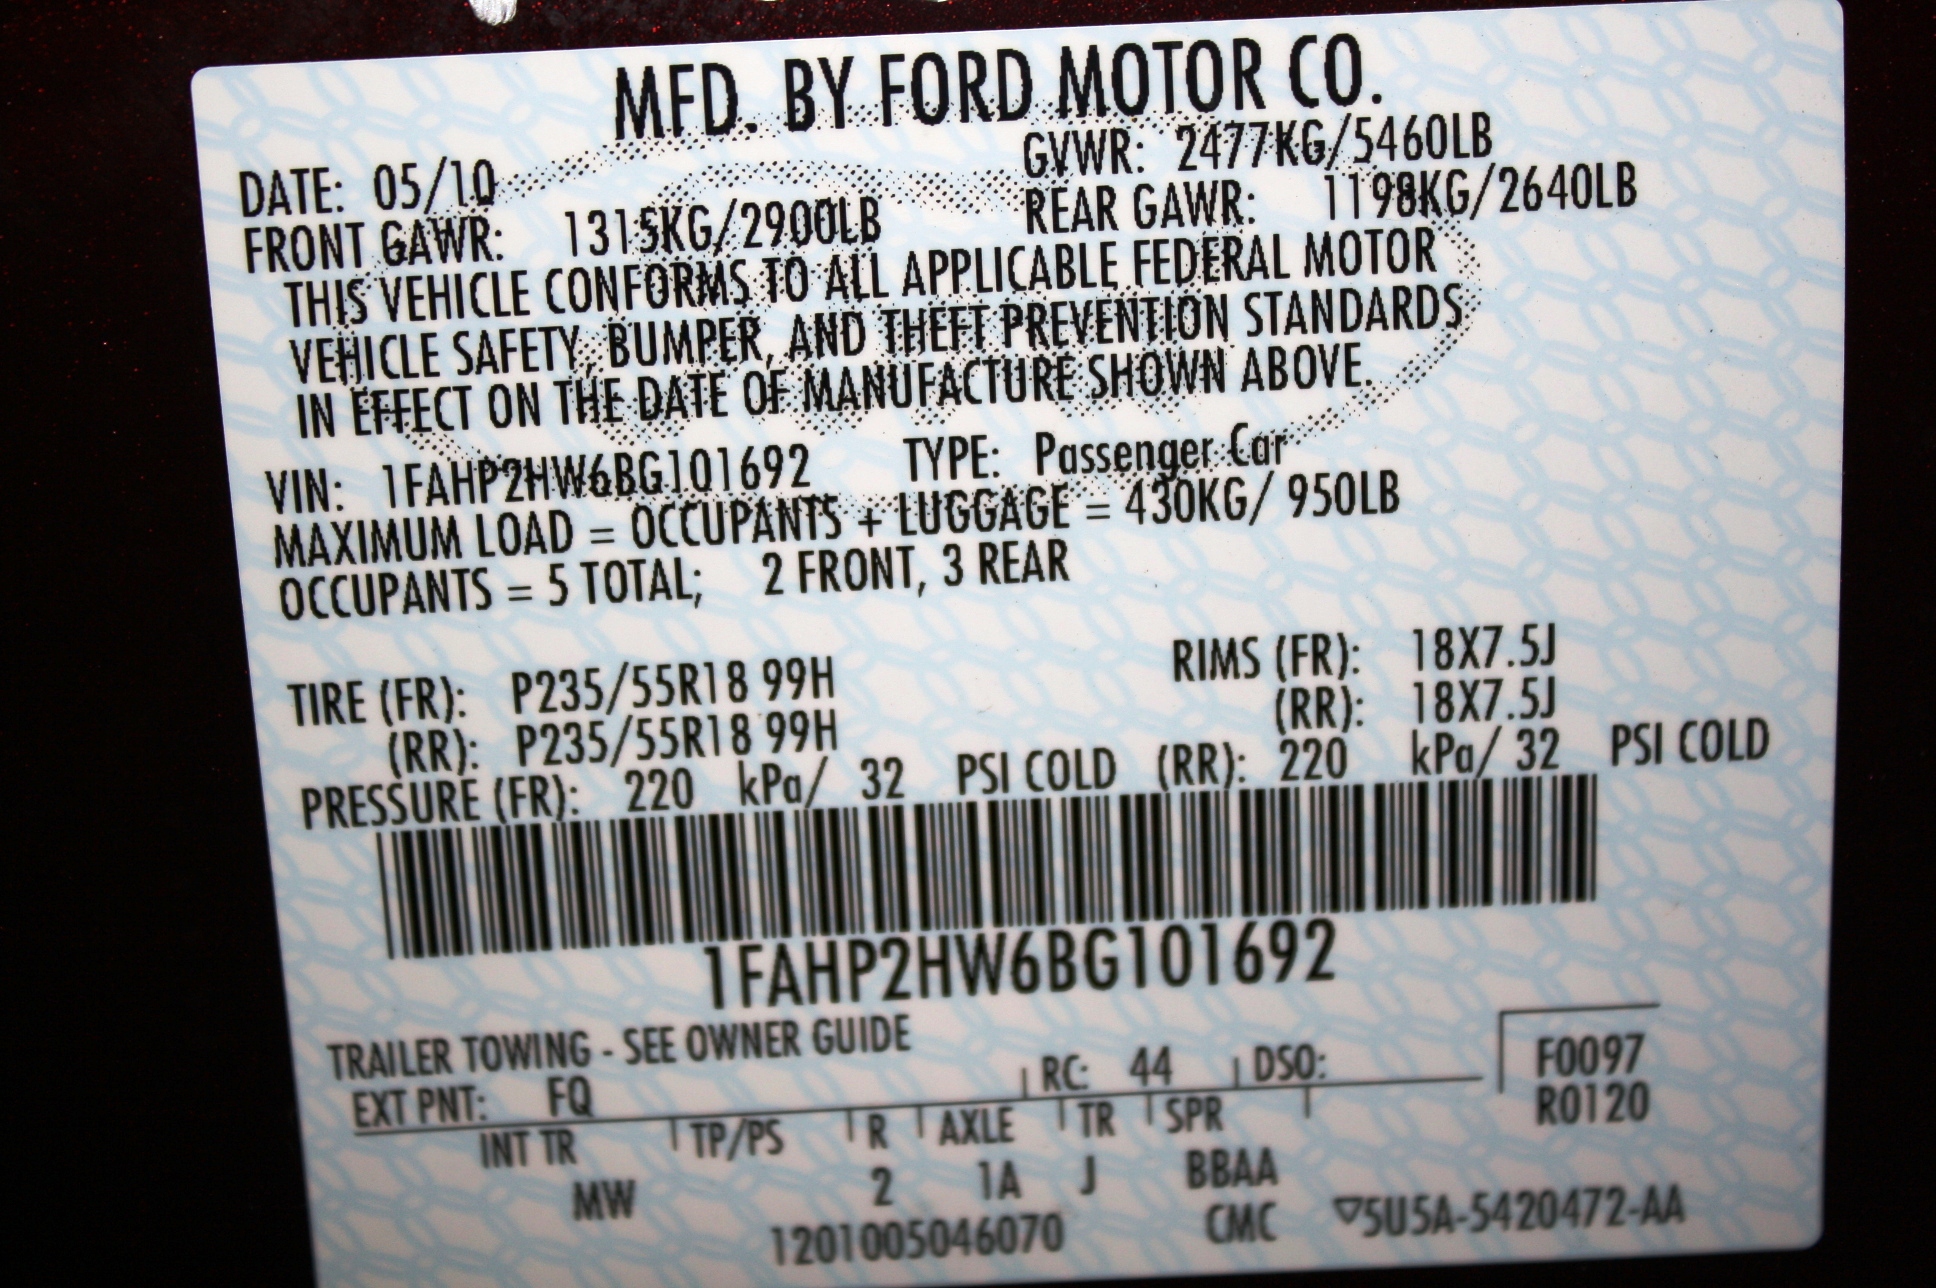 MFD. BY FORD MOTOR CO.
DATE: 05/10 GVWR: 2477KG/5460LB
FRONT GAWR: 1315KG/2900LB REAR GAWR: 1198KG/2640LB
THIS VEHICLE CONFORMS TO ALL APPLICABLE FEDERAL MOTOR
VEHICLE SAFETY, BUMPER, AND THEFT PREVENTION STANDARDS
IN EFFECT ON THE DATE OF MANUFACTURE SHOWN ABOVE.
VIN: 1FAHP2HW6BG101692 TYPE: Passenger Car
MAXIMUM LOAD = OCCUPANTS + LUGGAGE = 430KG/ 950LB
OCCUPANTS = 5 TOTAL; 2 FRONT, 3 REAR
TIRE (FR): P235/55R18 99H RIMS (FR): 18X7.5J
(RR): P235/55R18 99H (RR): 18X7.5J
PRESSURE (FR): 220 kPa/ 32 PSI COLD (RR): 220 kPa/ 32 PSI COLD
1FAHP2HW6BG101692
TRAILER TOWING - SEE OWNER GUIDE
EXT PNT: FQ RC: 44 DSO: F0097
R0120
INT TR TP/PS R AXLE TR SPR
MW 2 1A J BBAA
1201005046070 CMC ▽5U5A-5420472-AA